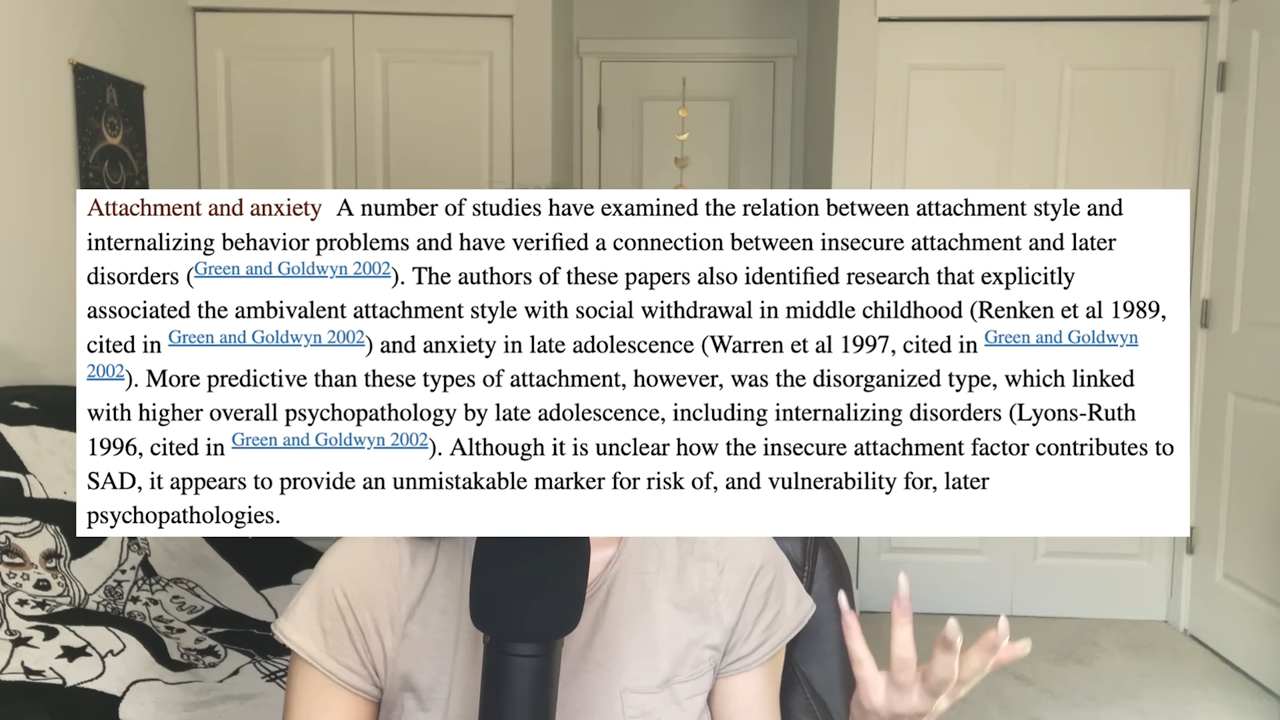 Attachment and anxiety A number of studies have examined the relation between attachment style and
internalizing behavior problems and have verified a connection between insecure attachment and later
disorders (Green and Goldwyn 2002). The authors of these papers also identified research that explicitly
associated the ambivalent attachment style with social withdrawal in middle childhood (Renken et al 1989,
cited in Green and Goldwyn 2002) and anxiety in late adolescence (Warren et al 1997, cited in Green and Goldwyn
2002). More predictive than these types of attachment, however, was the disorganized type, which linked
with higher overall psychopathology by late adolescence, including internalizing disorders (Lyons-Ruth
1996, cited in Green and Goldwyn 2002). Although it is unclear how the insecure attachment factor contributes to
SAD, it appears to provide an unmistakable marker for risk of, and vulnerability for, later
psychopathologies.